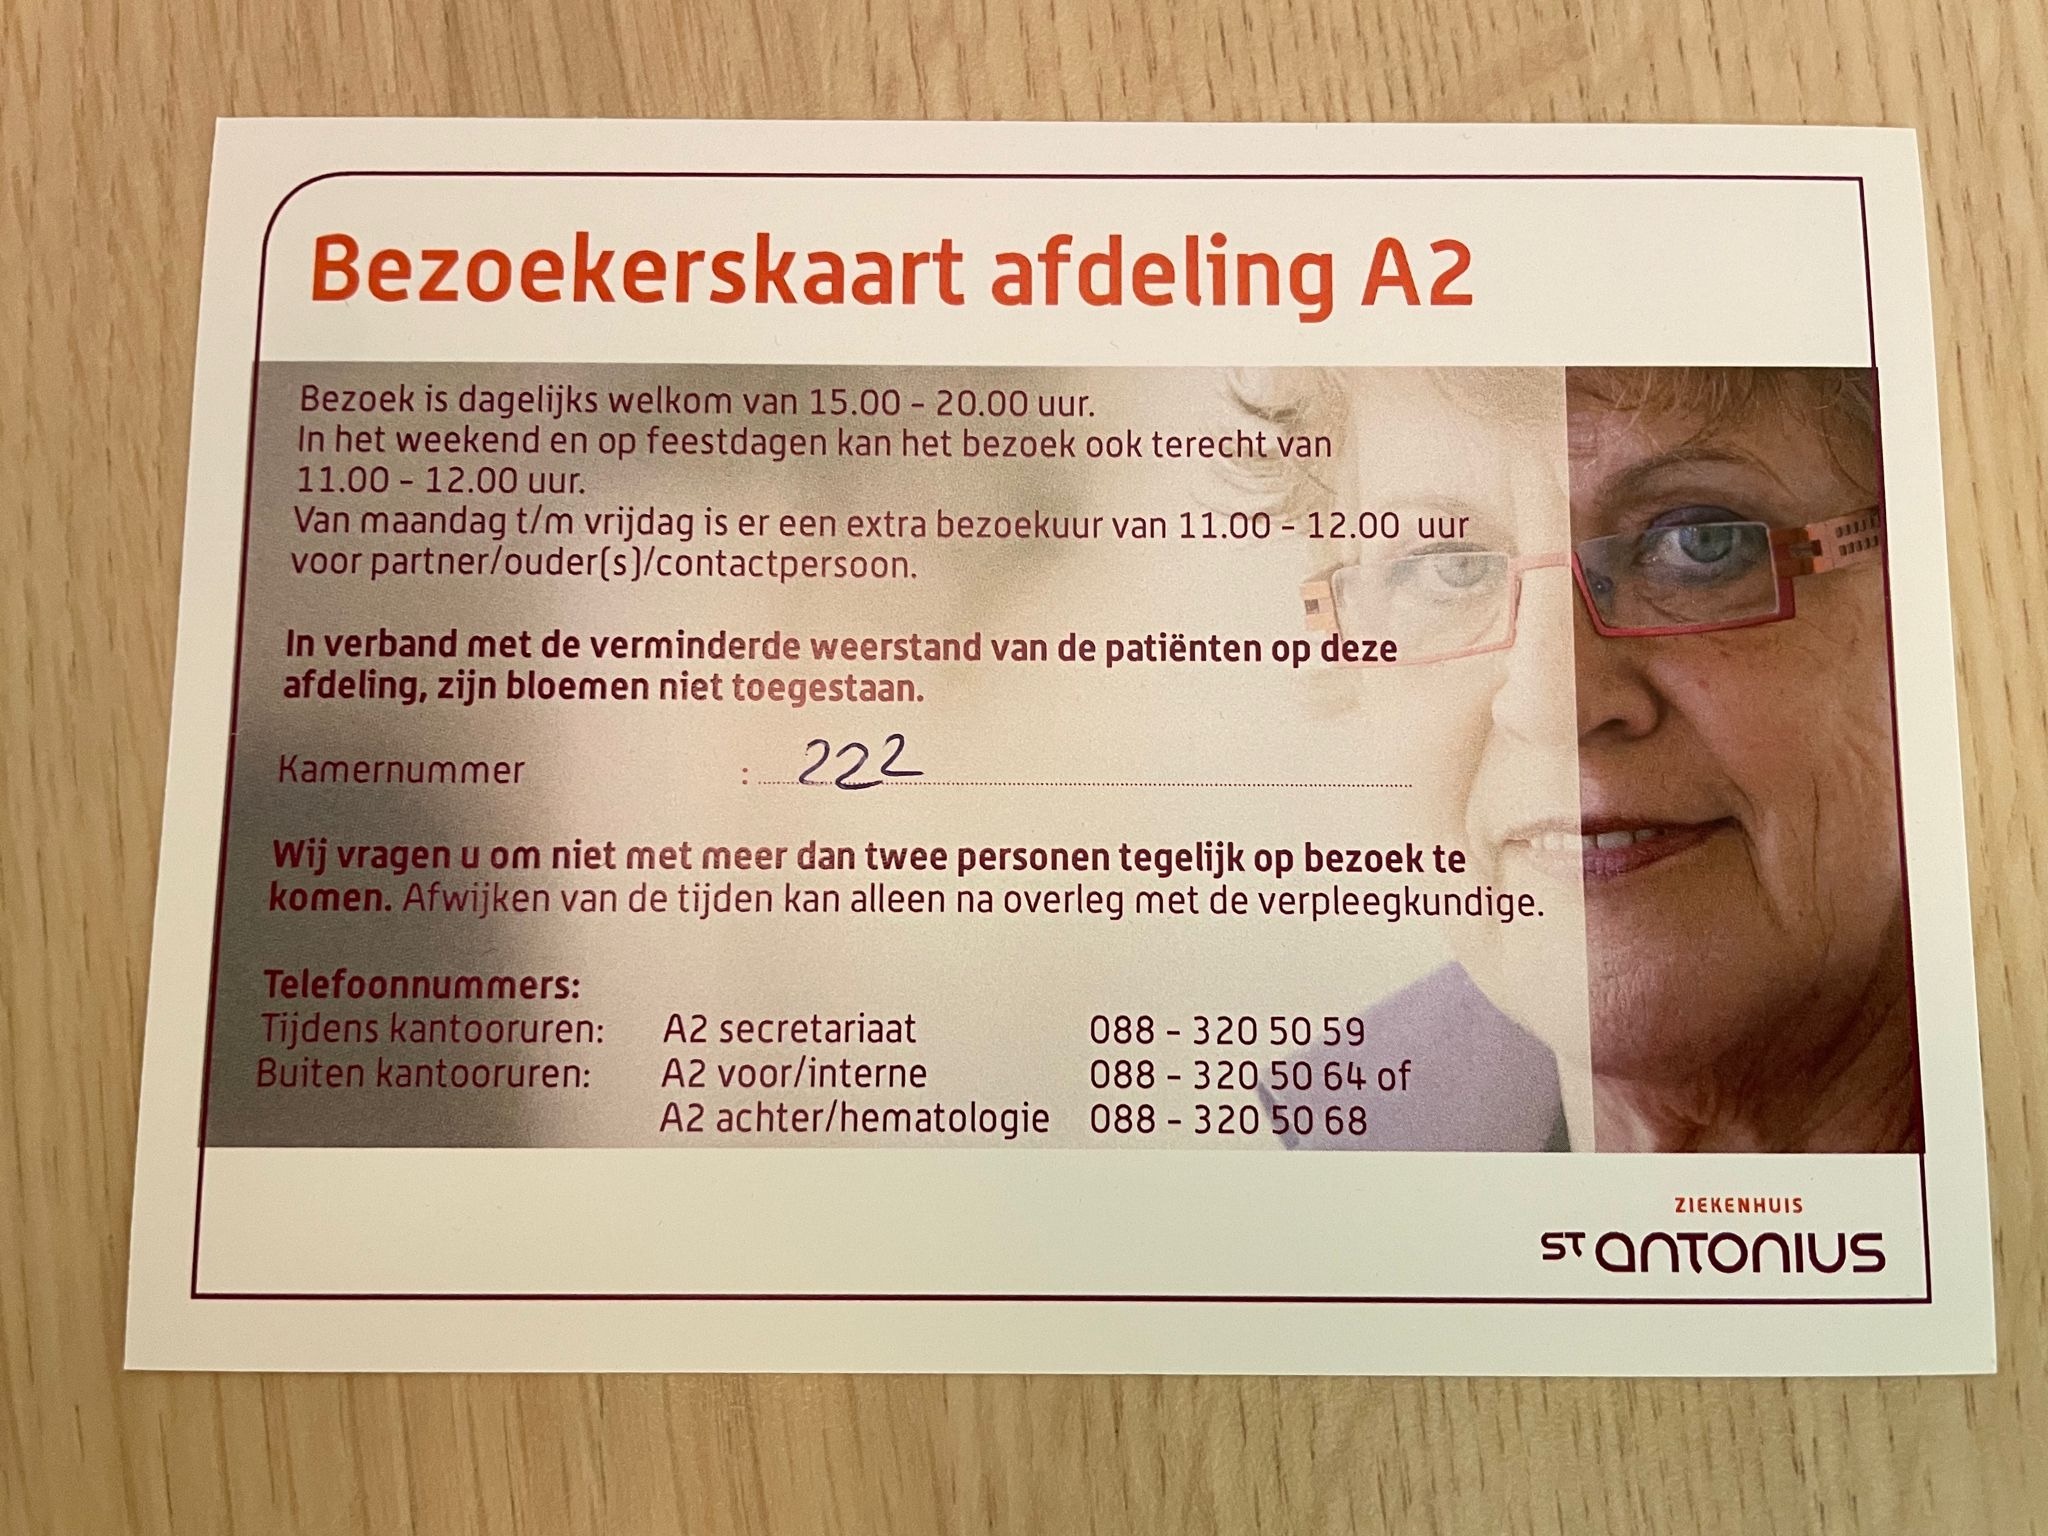 Bezoekerskaart afdeling A2
Bezoek is dagelijks welkom van 15.00 - 20.00 uur.
In het weekend en op feestdagen kan het bezoek ook terecht van
11.00 - 12.00 uur.
Van maandag t/m vrijdag is er een extra bezoekuur van 11.00 - 12.00 uur
voor partner/ouder(s)/contactpersoon.
In verband met de verminderde weerstand van de patiënten op deze
afdeling, zijn bloemen niet toegestaan.
Kamernummer : 222
Wij vragen u om niet met meer dan twee personen tegelijk op bezoek te
komen. Afwijken van de tijden kan alleen na overleg met de verpleegkundige.
Telefoonnummers:
Tijdens kantooruren: A2 secretariaat 088 - 320 50 59
Buiten kantooruren: A2 voor/interne 088 - 320 50 64 of
A2 achter/hematologie 088 - 320 50 68
ZIEKENHUIS
ST ANTONIUS